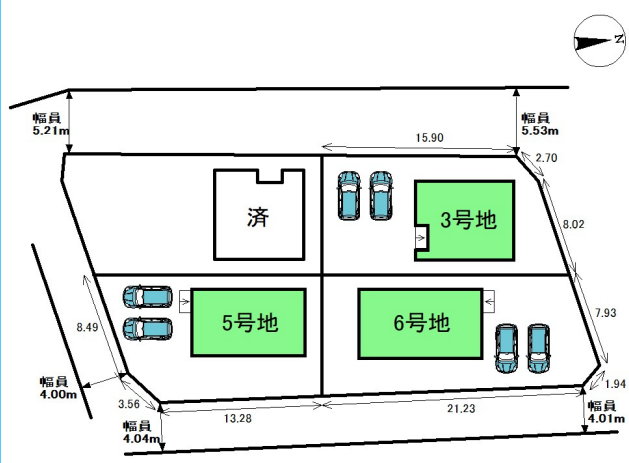 N
幅員
5.21m
幅員
5.53m
15.90
2.70
済
3号地
8.02
5号地
6号地
8.49
7.93
幅員
4.00m
3.56
13.28
21.23
1.94
幅員
4.04m
幅員
4.01m